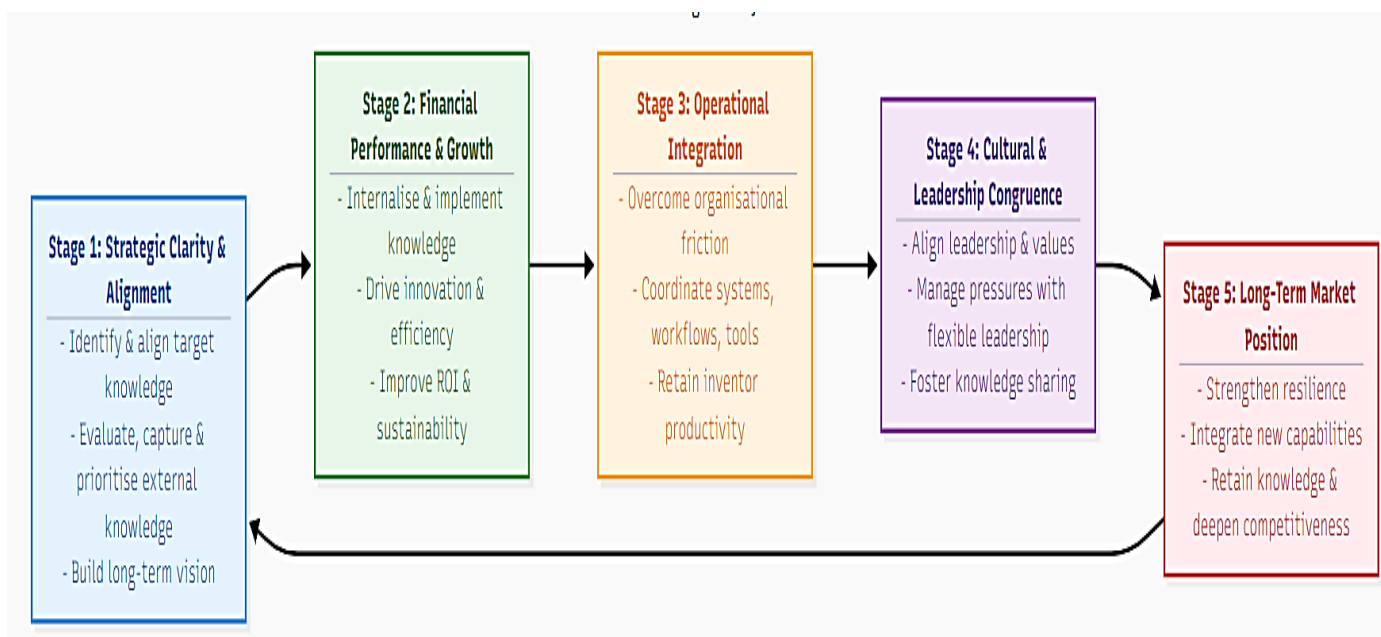 Stage 1: Strategic Clarity &
Alignment
- Identify & align target
knowledge
- Evaluate, capture &
prioritise external
knowledge
- Build long-term vision
Stage 2: Financial
Performance & Growth
- Internalise & implement
knowledge
- Drive innovation &
efficiency
- Improve ROI &
sustainability
Stage 3: Operational
Integration
- Overcome organisational
friction
- Coordinate systems,
workflows, tools
- Retain inventor
productivity
Stage 4: Cultural &
Leadership Congruence
- Align leadership & values
- Manage pressures with
flexible leadership
- Foster knowledge sharing
Stage 5: Long-Term Market
Position
- Strengthen resilience
- Integrate new capabilities
- Retain knowledge &
deepen competitiveness